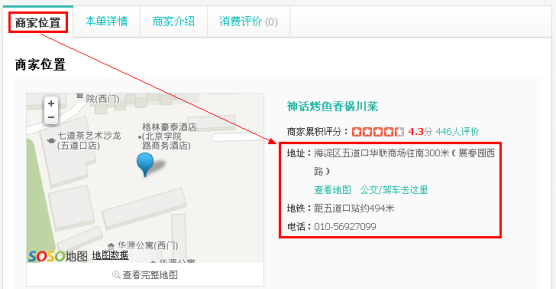 商家位置 本单详情 商家介绍 消费评价 (0)
商家位置
院(西门)
七道茶艺术沙龙
(五道口店)
格林豪泰酒店
(北京学院
路商务酒店)
华源公寓(西门)
SOSO地图 地图数据
查看完整地图
神话烤鱼香锅川菜
商家累积评分： 4.3分 446人评价
地址：海淀区五道口华联商场往南300米（展春园西
路）
查看地图 公交/驾车去这里
地铁：距五道口站约494米
电话：010-56927099